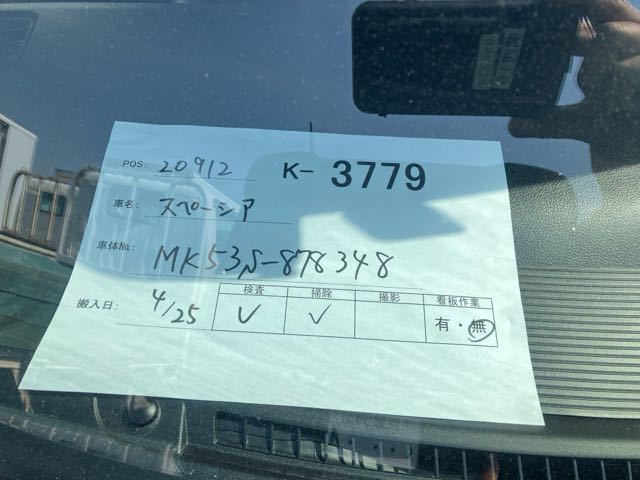 POS: 20912 K- 3779
車名: スペーシア
車体No.: MK53S-878348
搬入日: 4/25
検査 掃除 撮影 看板作業
✓ ✓ 有・無